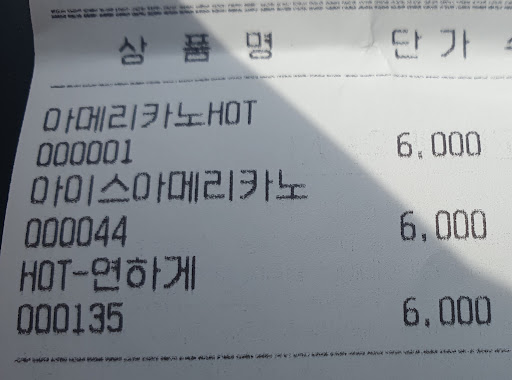 상 품 명 단 가
아메리카노HOT
000001 6,000
아이스아메리카노
000044 6,000
HOT-연하게
000135 6,000